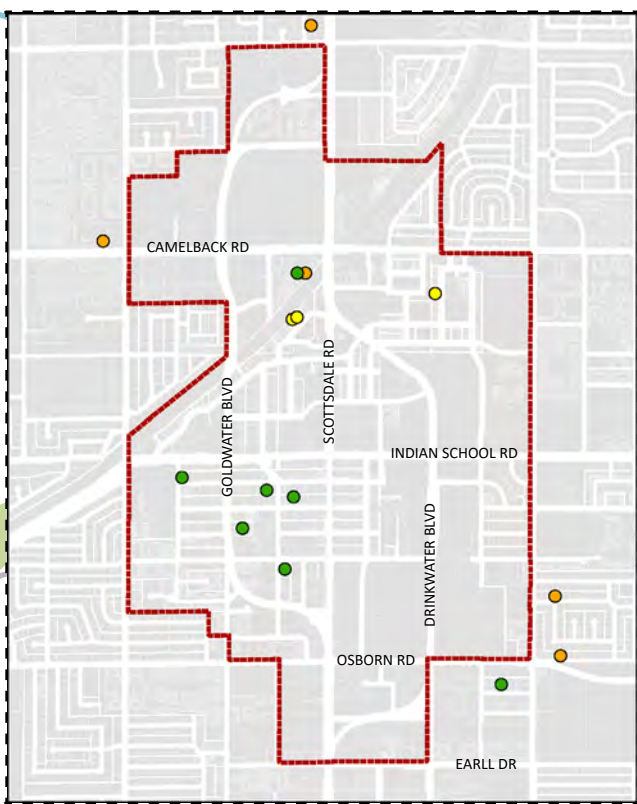 CAMELBACK RD
SCOTTSDALE RD
GOLDWATER BLVD
INDIAN SCHOOL RD
DRINKWATER BLVD
OSBORN RD
EARLL DR